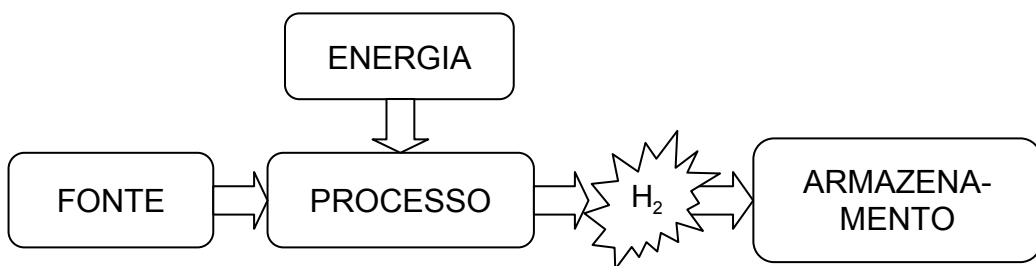 ENERGIA
FONTE
PROCESSO
H₂
ARMAZENA-
MENTO